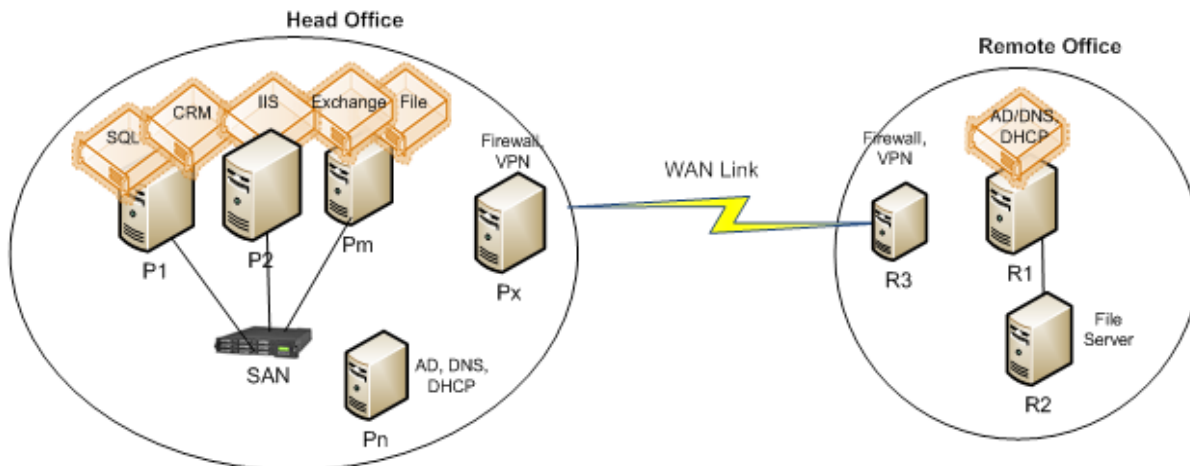 Head Office
SQL
CRM
IIS
Exchange
File
Firewall,
VPN
P1
P2
Pm
Px
SAN
AD, DNS,
DHCP
Pn
WAN Link
Remote Office
Firewall,
VPN
AD/DNS,
DHCP
R3
R1
File
Server
R2